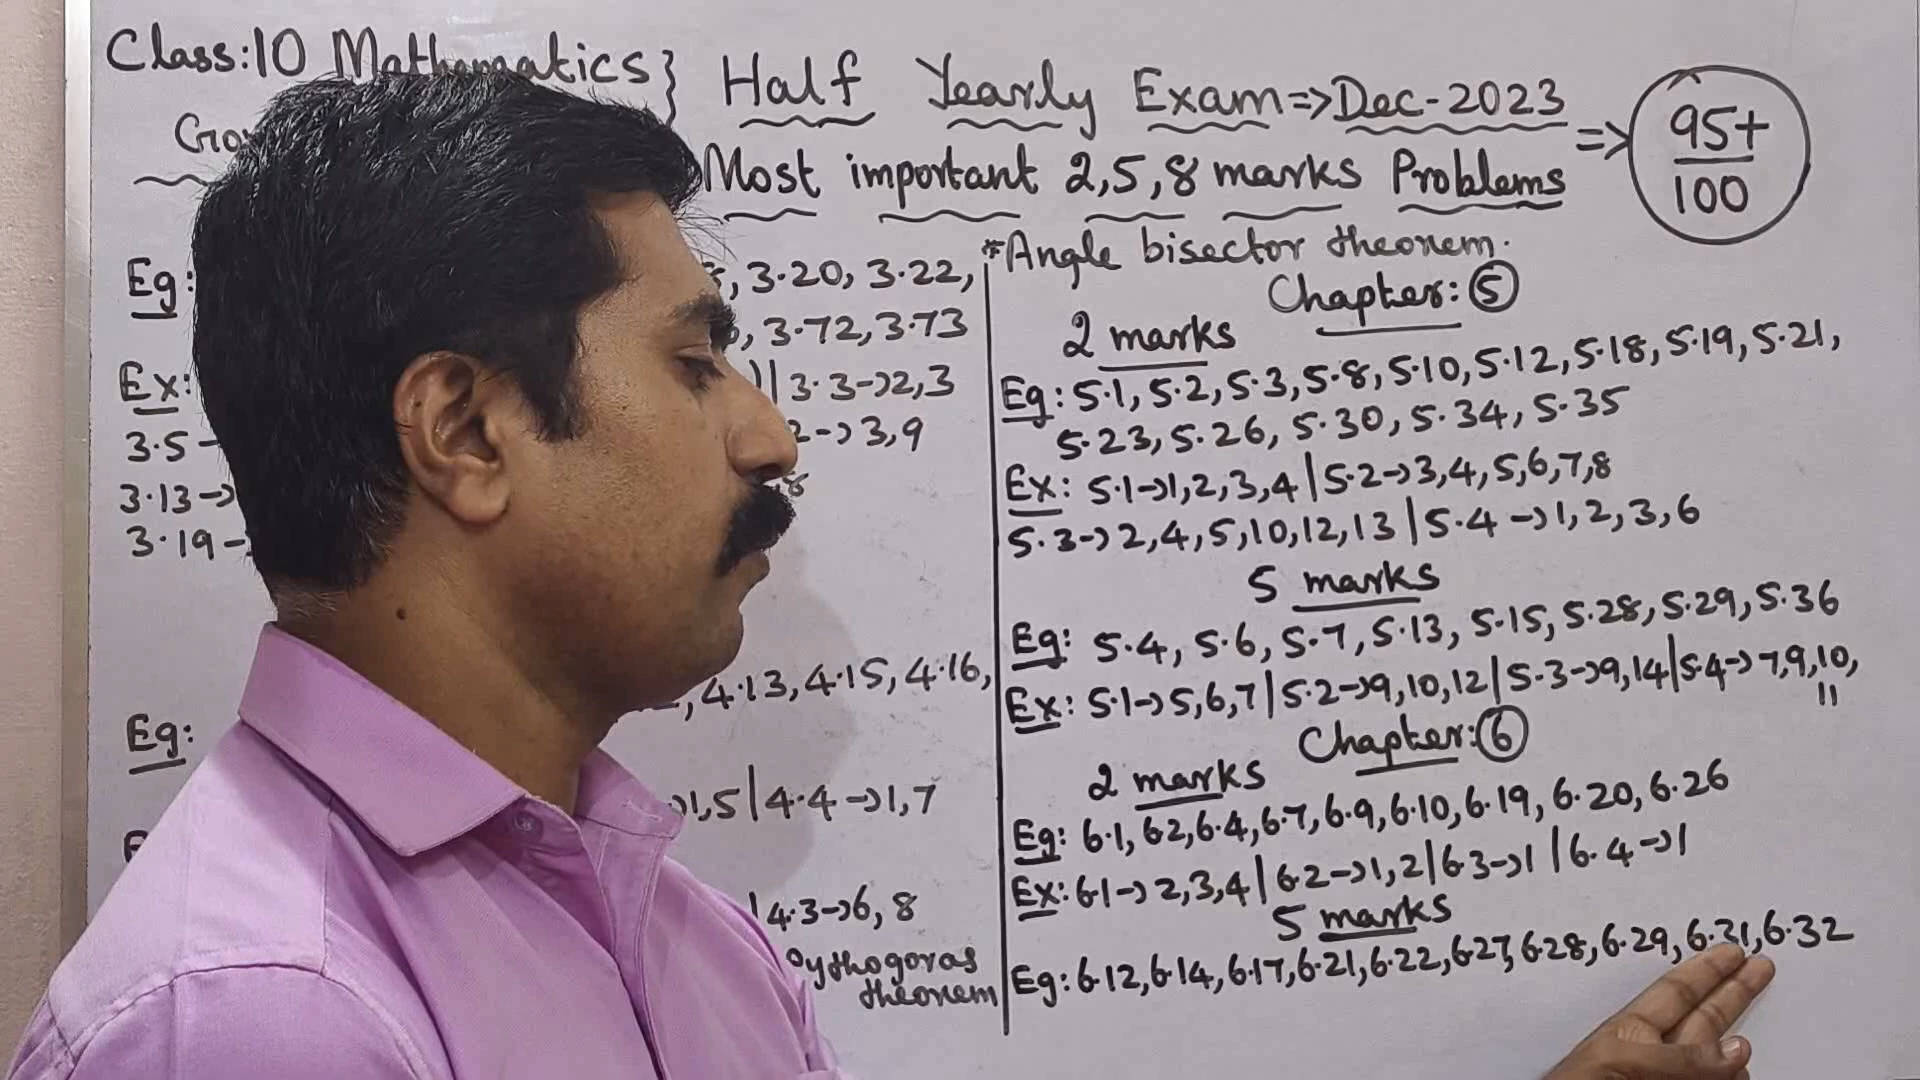 Class:10 Mathematics}
Half Yearly Exam=>Dec-2023
=> 95+
100
Most important 2,5,8 marks Problems
Eg:
, 3.20, 3.22,
, 3.72, 3.73
Ex:
3.3->2,3
3.5
->3,9
3.13->
3.19
Eg:
, 4.13, 4.15, 4.16,
->1,5|4.4->1,7
|4.3->6,8
theorem
*Angle bisector theorem.
Chapter:5
2 marks
Eg: 5.1, 5.2, 5.3, 5.8, 5.10, 5.12, 5.18, 5.19, 5.21,
5.23, 5.26, 5.30, 5.34, 5.35
Ex: 5.1->1,2,3,4|5.2->3,4,5,6,7,8
5.3->2,4,5,10,12,13|5.4->1,2,3,6
5 marks
Eg: 5.4, 5.6, 5.7, 5.13, 5.15, 5.28, 5.29, 5.36
Ex: 5.1->5,6,7|5.2->9,10,12|5.3->9,14|5.4->7,9,10,
11
Chapter:6
2 marks
Eg: 6.1, 6.2, 6.4, 6.7, 6.9, 6.10, 6.19, 6.20, 6.26
Ex: 6.1->2,3,4|6.2->1,2|6.3->1|6.4->1
5 marks
Eg: 6.12, 6.14, 6.17, 6.21, 6.22, 6.27, 6.28, 6.29, 6.31, 6.32